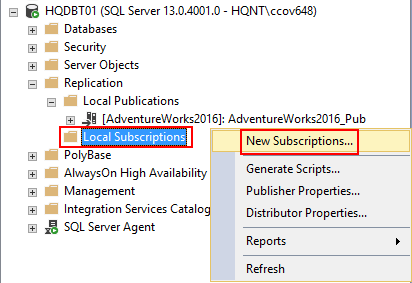 HQDBT01 (SQL Server 13.0.4001.0 - HQNT\ccov648)
Databases
Security
Server Objects
Replication
Local Publications
[AdventureWorks2016]: AdventureWorks2016_Pub
Local Subscriptions
PolyBase
AlwaysOn High Availability
Management
Integration Services Catalog
SQL Server Agent
New Subscriptions...
Generate Scripts...
Publisher Properties...
Distributor Properties...
Reports
Refresh